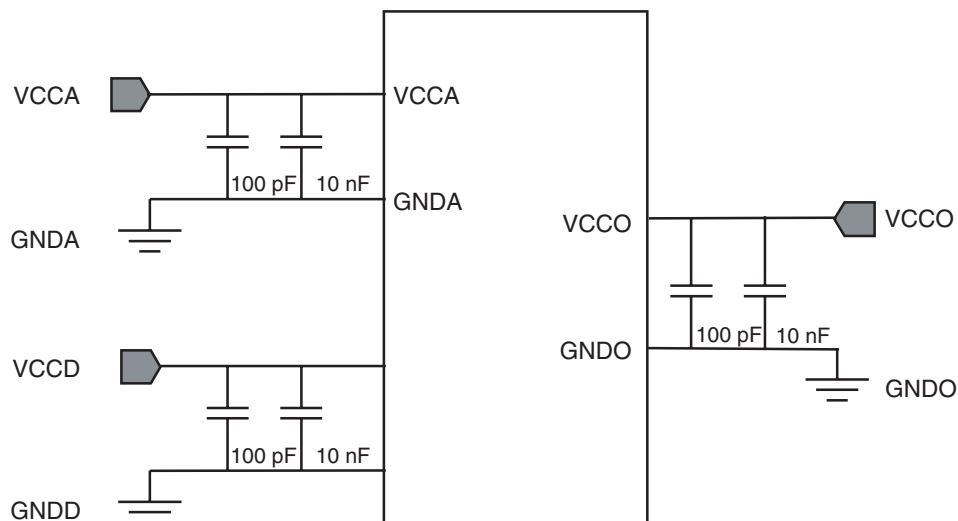 VCCA
VCCA
100 pF
10 nF
GNDA
GNDA
VCCO
VCCO
100 pF
10 nF
GNDO
GNDO
VCCD
100 pF
10 nF
GNDD